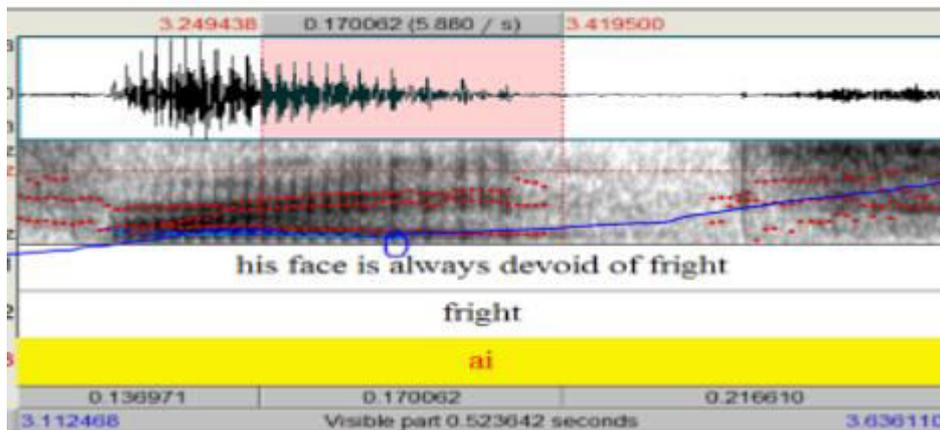 3.249438 0.170062 (5.880 / s) 3.419500
his face is always devoid of fright
fright
ai
0.136971 0.170062 0.216610
3.112468 Visible part 0.523642 seconds 3.636110